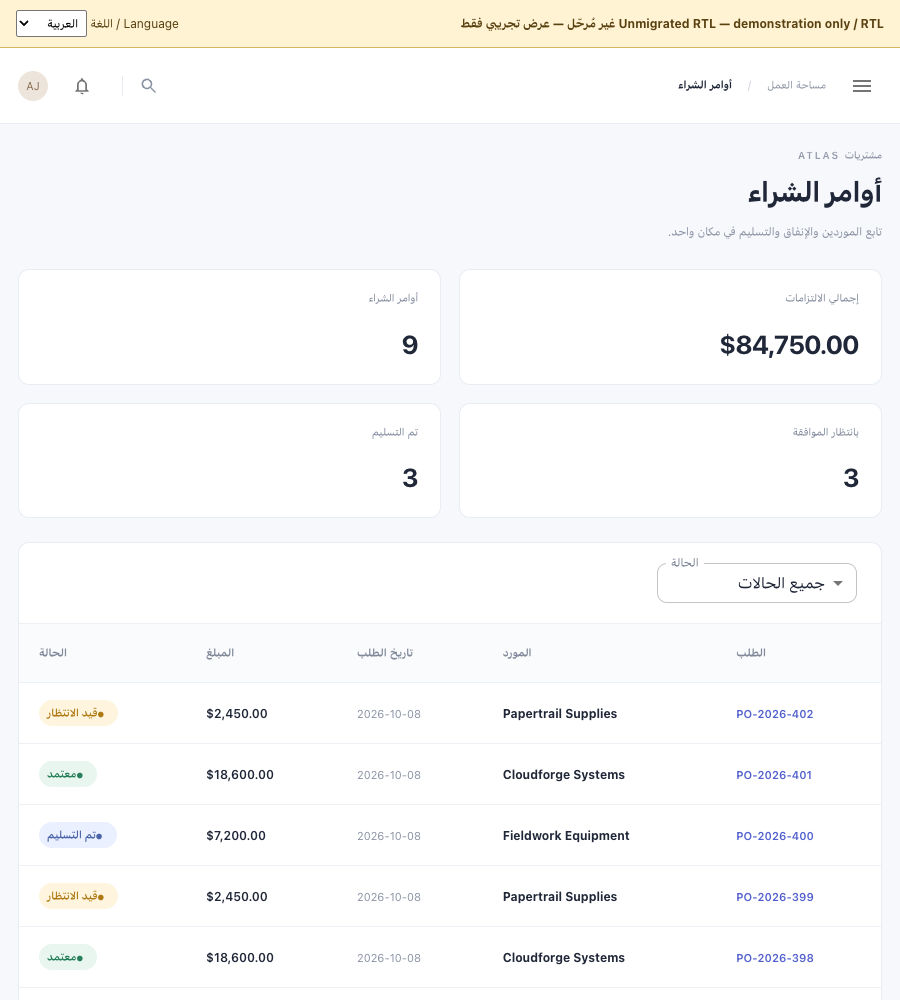 Unmigrated RTL — demonstration only / RTL غير مُرحّل — عرض تجريبي فقط
اللغة / Language العربية
مساحة العمل / أوامر الشراء
AJ
مشتريات ATLAS
أوامر الشراء
تابع الموردين والإنفاق والتسليم في مكان واحد.
إجمالي الالتزامات
$84,750.00
أوامر الشراء
9
بانتظار الموافقة
3
تم التسليم
3
الحالة
جميع الحالات
الطلب المورد تاريخ الطلب المبلغ الحالة
PO-2026-402 Papertrail Supplies 2026-10-08 $2,450.00 قيد الانتظار
PO-2026-401 Cloudforge Systems 2026-10-08 $18,600.00 معتمد
PO-2026-400 Fieldwork Equipment 2026-10-08 $7,200.00 تم التسليم
PO-2026-399 Papertrail Supplies 2026-10-08 $2,450.00 قيد الانتظار
PO-2026-398 Cloudforge Systems 2026-10-08 $18,600.00 معتمد